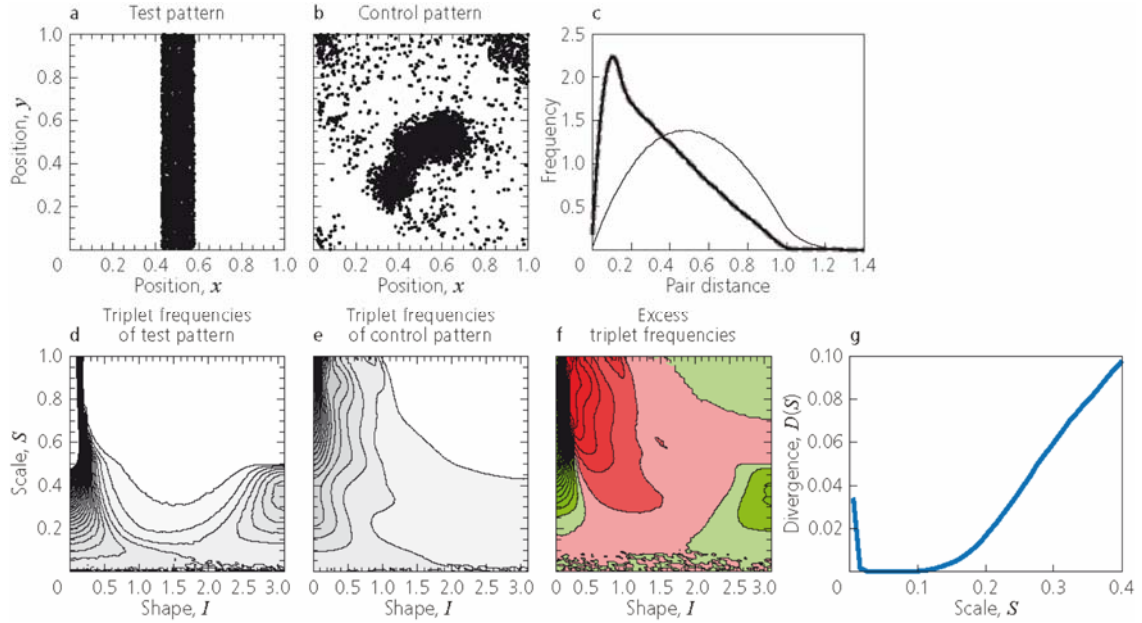 a Test pattern
1.0
0.8
0.6
0.4
0.2
0
Position, y
0 0.2 0.4 0.6 0.8 1.0
Position, x
b Control pattern
0 0.2 0.4 0.6 0.8 1.0
Position, x
c
2.5
2.0
1.5
1.0
0.5
Frequency
0 0.2 0.4 0.6 0.8 1.0 1.2 1.4
Pair distance
d Triplet frequencies
of test pattern
1.0
0.8
0.6
0.4
0.2
0
Scale, S
0 0.5 1.0 1.5 2.0 2.5 3.0
Shape, I
e Triplet frequencies
of control pattern
0 0.5 1.0 1.5 2.0 2.5 3.0
Shape, I
f Excess
triplet frequencies
0 0.5 1.0 1.5 2.0 2.5 3.0
Shape, I
g
0.10
0.08
0.06
0.04
0.02
Divergence, D(S)
0 0.1 0.2 0.3 0.4
Scale, S